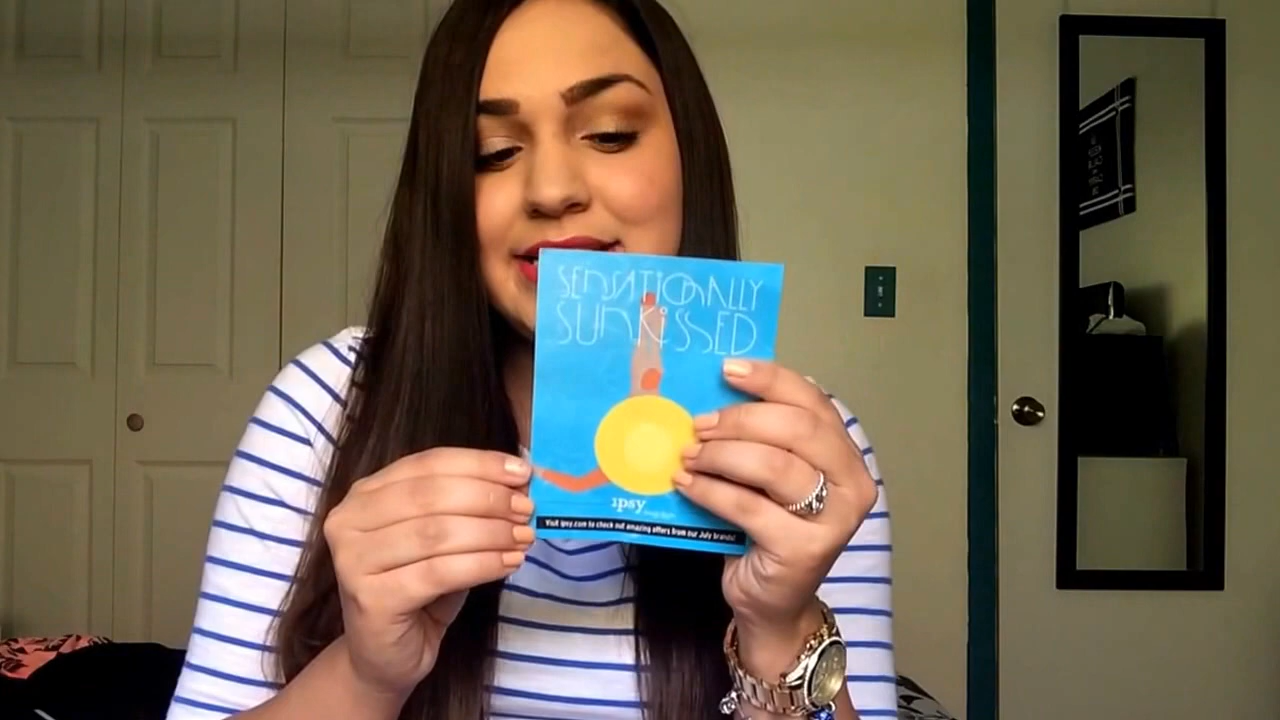 SENSATIONALLY
SUNKISSED
ipsy
Visit ipsy.com to check out amazing offers from our July brands!